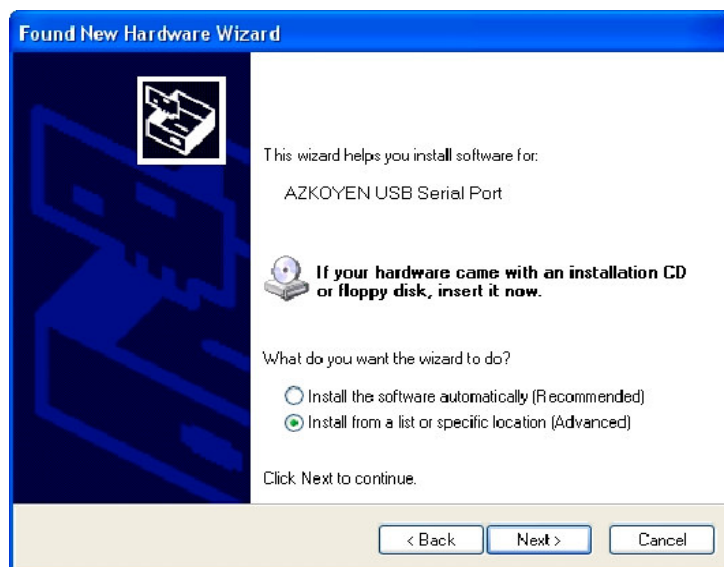 Found New Hardware Wizard
This wizard helps you install software for:
AZKOYEN USB Serial Port
If your hardware came with an installation CD
or floppy disk, insert it now.
What do you want the wizard to do?
Install the software automatically (Recommended)
Install from a list or specific location (Advanced)
Click Next to continue.
< Back Next > Cancel